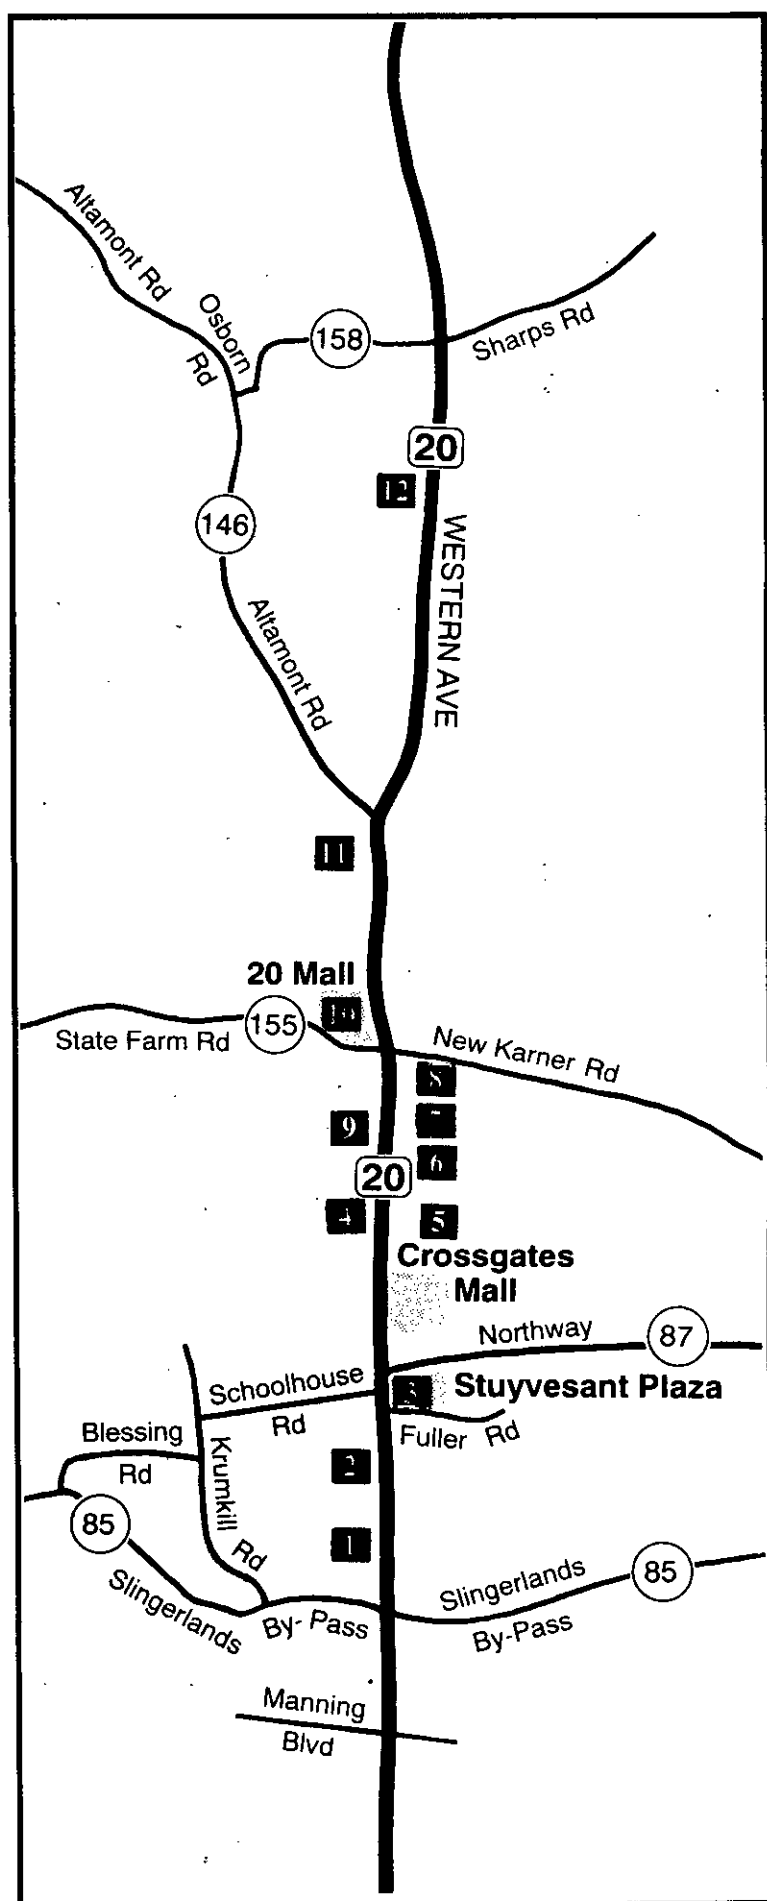 Altamont Rd
Osborn
Rd
158
Sharps Rd
20
12
146
WESTERN AVE
Altamont Rd
11
20 Mall
10
155
State Farm Rd
New Karner Rd
8
7
9
6
20
4
5
Crossgates
Mall
Northway
87
Schoolhouse
Rd
3
Stuyvesant Plaza
Fuller Rd
Blessing
Rd
Krumkill
Rd
2
85
1
Slingerlands
By-Pass
Slingerlands
By-Pass
85
Manning
Blvd